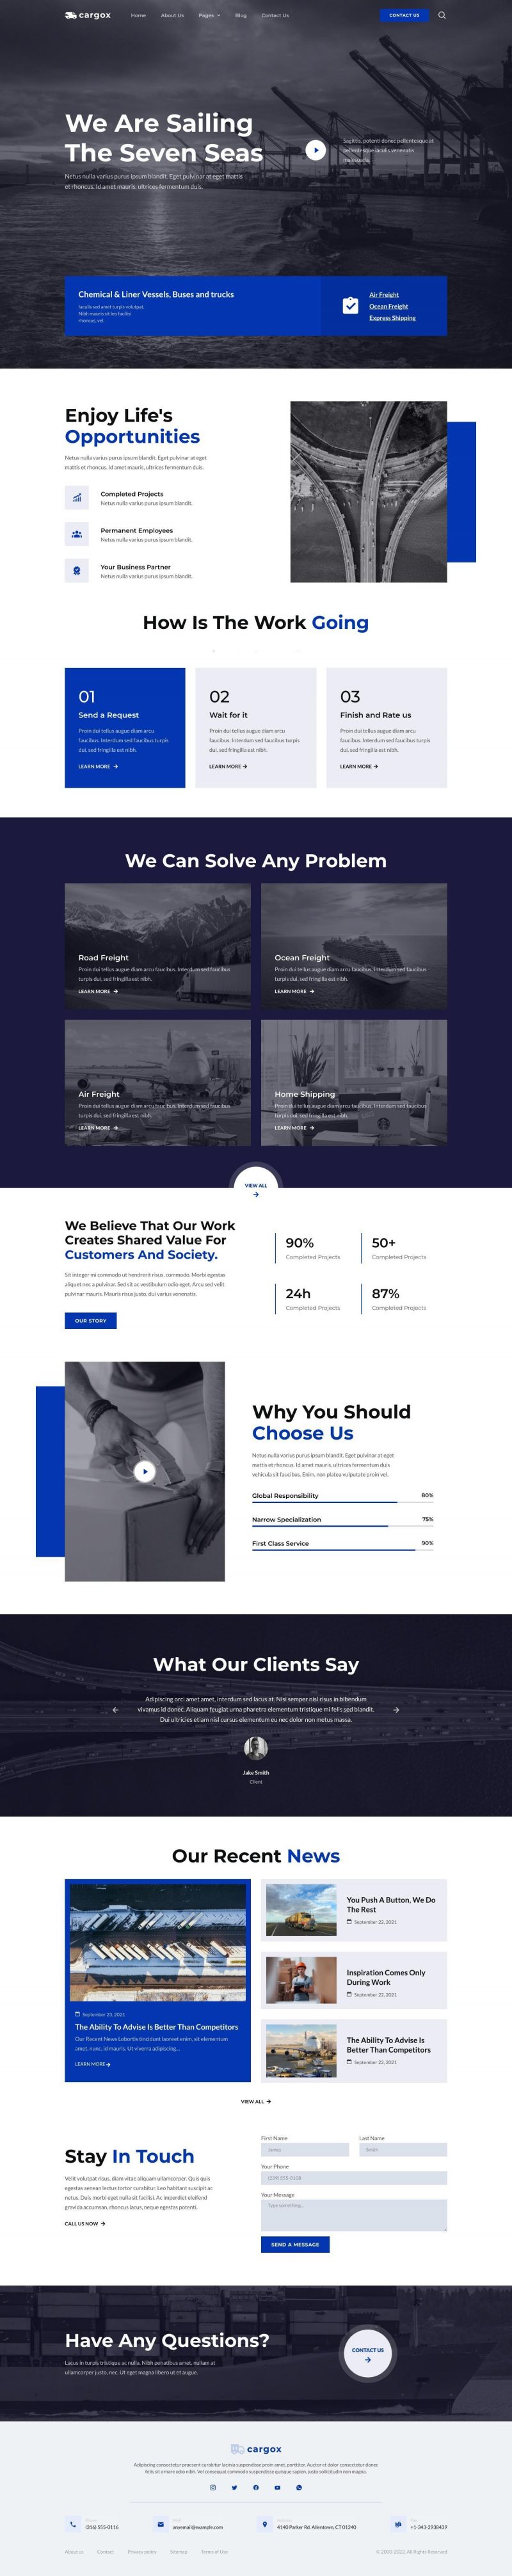 cargox
Home About Us Pages Blog Contact Us
CONTACT US
We Are Sailing
The Seven Seas
Netus nulla varius purus ipsum blandit. Eget pulvinar at eget mattis
et rhoncus. Id amet mauris, ultrices fermentum duis.
Sagittis, potenti donec pellentesque at
pellentesque iaculis venenatis
Chemical & Liner Vessels, Buses and trucks
Iaculis sed amet turpis volutpat.
Nibh mauris sit leo facilisi
rhoncus, vel.
Air Freight
Ocean Freight
Express Shipping
Enjoy Life's
Opportunities
Netus nulla varius purus ipsum blandit. Eget pulvinar at eget
mattis et rhoncus. Id amet mauris, ultrices fermentum duis.
Completed Projects
Netus nulla varius purus ipsum blandit.
Permanent Employees
Netus nulla varius purus ipsum blandit.
Your Business Partner
Netus nulla varius purus ipsum blandit.
How Is The Work Going
01
Send a Request
Proin dui tellus augue diam arcu
faucibus. Interdum sed faucibus turpis
dui, sed fringilla est nibh.
LEARN MORE
02
Wait for it
Proin dui tellus augue diam arcu
faucibus. Interdum sed faucibus turpis
dui, sed fringilla est nibh.
LEARN MORE
03
Finish and Rate us
Proin dui tellus augue diam arcu
faucibus. Interdum sed faucibus turpis
dui, sed fringilla est nibh.
LEARN MORE
We Can Solve Any Problem
Road Freight
Proin dui tellus augue diam arcu faucibus. Interdum sed faucibus
turpis dui, sed fringilla est nibh.
LEARN MORE
Ocean Freight
Proin dui tellus augue diam arcu faucibus. Interdum sed faucibus
turpis dui, sed fringilla est nibh.
LEARN MORE
Air Freight
Proin dui tellus augue diam arcu faucibus. Interdum sed faucibus
turpis dui, sed fringilla est nibh.
LEARN MORE
Home Shipping
Proin dui tellus augue diam arcu faucibus. Interdum sed faucibus
turpis dui, sed fringilla est nibh.
LEARN MORE
VIEW ALL
We Believe That Our Work
Creates Shared Value For
Customers And Society.
Sit integer mi commodo ut hendrerit risus, commodo. Morbi egestas
aliquet nec a pulvinar. Sed sit ac vestibulum odio eget. Arcu vel velit
pulvinar mauris. Mauris risus justo, dui varius venenatis.
OUR STORY
90%
Completed Projects
50+
Completed Projects
24h
Completed Projects
87%
Completed Projects
Why You Should
Choose Us
Netus nulla varius purus ipsum blandit. Eget pulvinar at eget
mattis et rhoncus. Id amet mauris, ultrices fermentum duis
vehicula sit faucibus. Enim, non platea vulputate proin vel.
Global Responsibility 80%
Narrow Specialization 75%
First Class Service 90%
What Our Clients Say
Adipiscing orci amet amet, interdum sed lacus at. Nisi semper nisl risus in bibendum
vivamus id donec. Aliquam feugiat urna pharetra elementum tristique mi felis sed blandit.
Dui ultricies etiam nisl cursus elementum eu nec dolor non metus massa.
Jake Smith
Client
Our Recent News
September 23, 2021
The Ability To Advise Is Better Than Competitors
Our Recent News Lobortis tincidunt laoreet enim, sit elementum
amet, nunc, id mauris. Ut viverra adipiscing...
LEARN MORE
You Push A Button, We Do
The Rest
September 22, 2021
Inspiration Comes Only
During Work
September 22, 2021
The Ability To Advise Is
Better Than Competitors
September 22, 2021
VIEW ALL
Stay In Touch
Velit volutpat risus, diam vitae aliquam ullamcorper. Quis quis
egestas aenean lectus tortor curabitur. Leo habitant suscipit ac
netus. Duis morbi eget nulla sit facilisi. Ac imperdiet eleifend
gravida accumsan, rhoncus lacus, neque egestas potenti.
CALL US NOW
First Name
James
Last Name
Smith
Your Phone
Your Message
Type something...
SEND A MESSAGE
Have Any Questions?
Lacus in turpis tristique ac nulla. Nibh penatibus amet, nullam at
ullamcorper justo, nec. Ut eget magna libero ut et augue.
CONTACT US
cargox
Adipiscing consectetur praesent curabitur lacinia suspendisse proin amet, porttitor. Auctor et dolor consectetur donec
felis sit ornare odio nibh. Vel consequat commodo suspendisse quisque sapien, justo sollicitudin non magna.
(316) 555-0116
anyemail@example.com
4140 Parker Rd. Allentown, CT 01240
+1-343-2938439
About us Contact Privacy policy Sitemap Terms of Use
© 2000-2022, All Rights Reserved